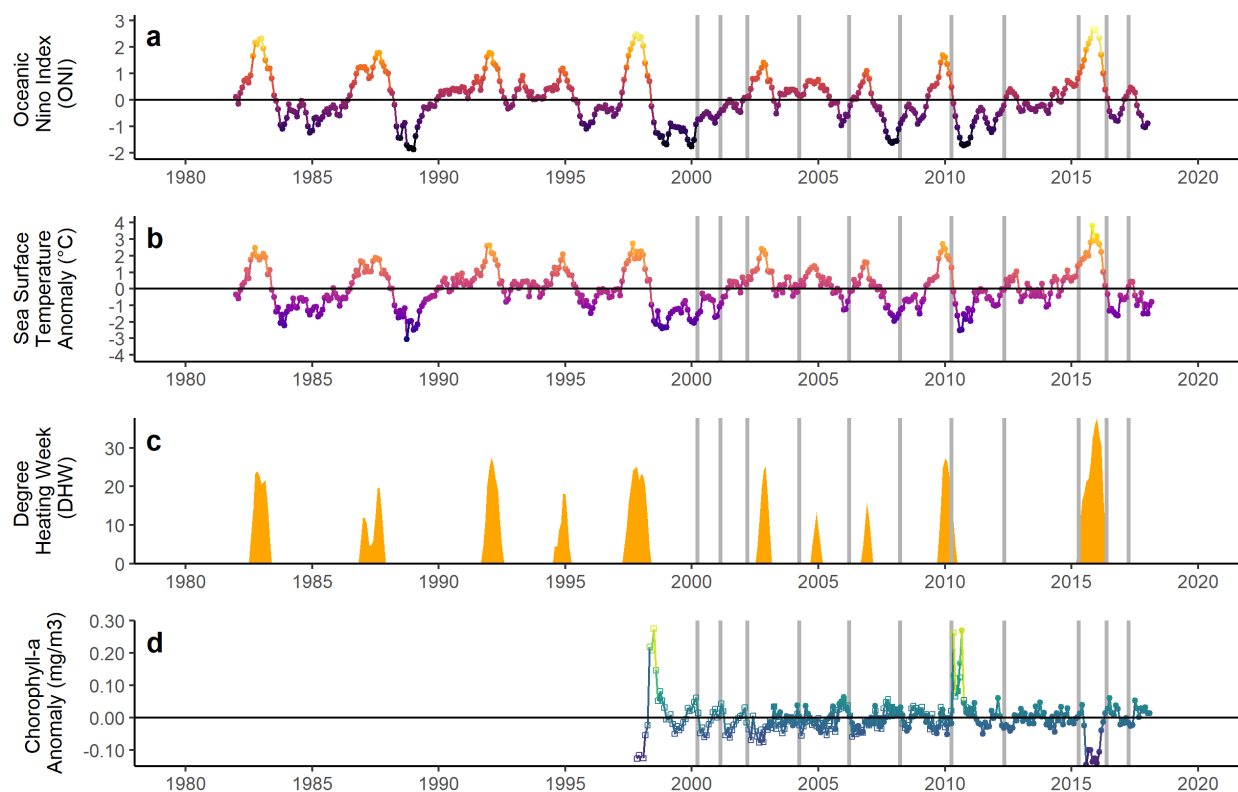 a
Oceanic
Nino Index
(ONI)
3
2
1
0
-1
-2
1980 1985 1990 1995 2000 2005 2010 2015 2020
b
Sea Surface
Temperature
Anomaly (°C)
4
3
2
1
0
-1
-2
-3
-4
1980 1985 1990 1995 2000 2005 2010 2015 2020
c
Degree
Heating Week
(DHW)
30
20
10
0
1980 1985 1990 1995 2000 2005 2010 2015 2020
d
Chorophyll-a
Anomaly (mg/m3)
0.30
0.20
0.10
0.00
-0.10
1980 1985 1990 1995 2000 2005 2010 2015 2020